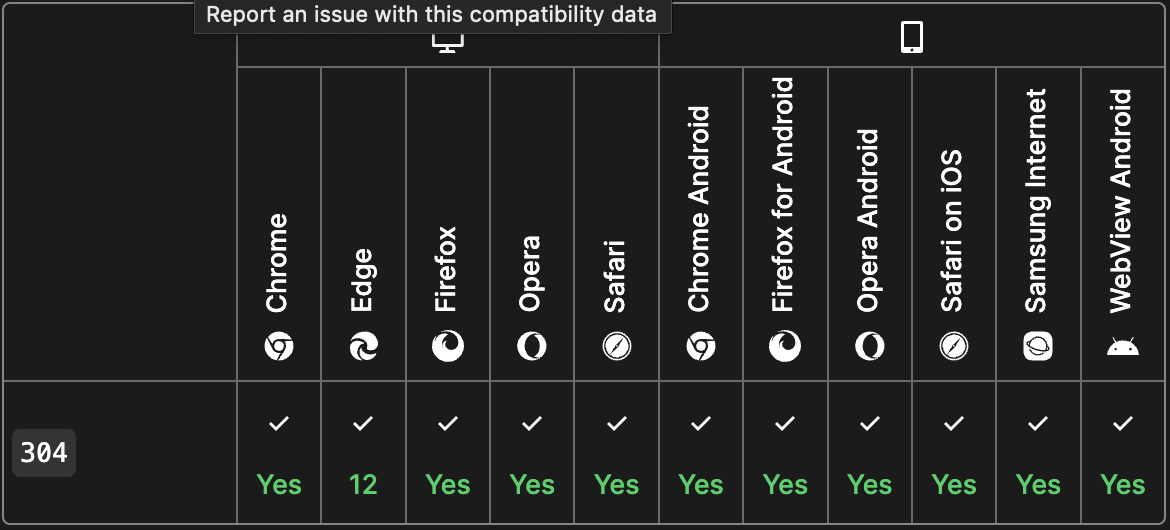 Report an issue with this compatibility data
Chrome
Edge
Firefox
Opera
Safari
Chrome Android
Firefox for Android
Opera Android
Safari on iOS
Samsung Internet
WebView Android
304
Yes 12 Yes Yes Yes Yes Yes Yes Yes Yes Yes